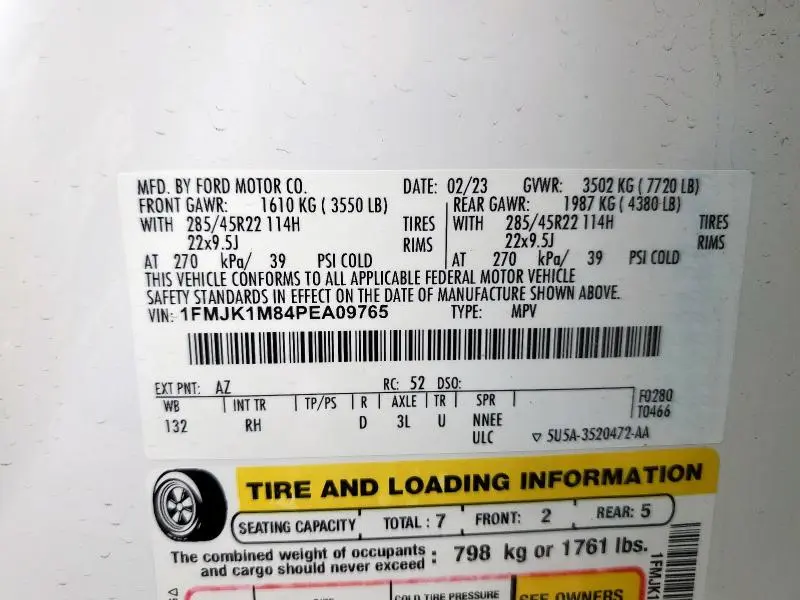 MFD. BY FORD MOTOR CO. DATE: 02/23 GVWR: 3502 KG ( 7720 LB)
FRONT GAWR: 1610 KG ( 3550 LB) REAR GAWR: 1987 KG ( 4380 LB)
WITH 285/45R22 114H TIRES WITH 285/45R22 114H TIRES
22x9.5J RIMS 22x9.5J RIMS
AT 270 kPa/ 39 PSI COLD AT 270 kPa/ 39 PSI COLD
THIS VEHICLE CONFORMS TO ALL APPLICABLE FEDERAL MOTOR VEHICLE
SAFETY STANDARDS IN EFFECT ON THE DATE OF MANUFACTURE SHOWN ABOVE.
VIN: 1FMJK1M84PEA09765 TYPE: MPV
EXT PNT: AZ RC: 52 DSO:
WB INT TR TP/PS R AXLE TR SPR F0280
T0466
132 RH D 3L U NNEE
ULC ▽ 5U5A-3520472-AA
TIRE AND LOADING INFORMATION
SEATING CAPACITY TOTAL : 7 FRONT: 2 REAR: 5
The combined weight of occupants
and cargo should never exceed : 798 kg or 1761 lbs.
COLD TIRE PRESSURE
SEE OWNERS
1FMJK1